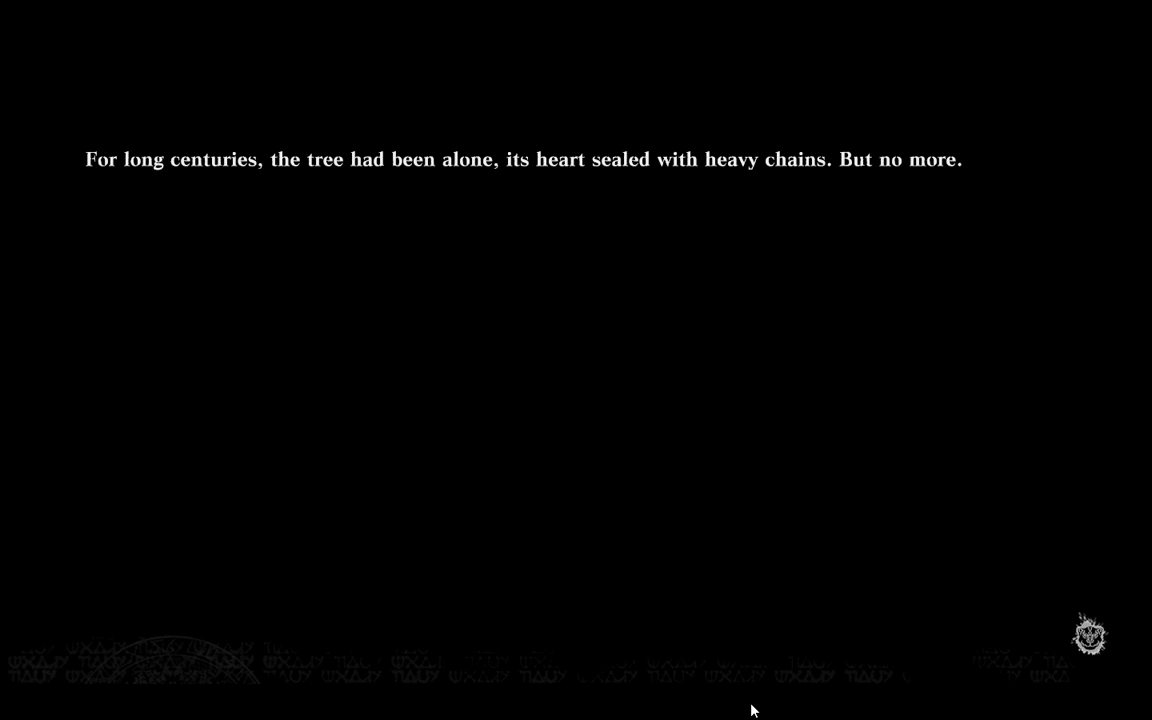 For long centuries, the tree had been alone, its heart sealed with heavy chains. But no more.